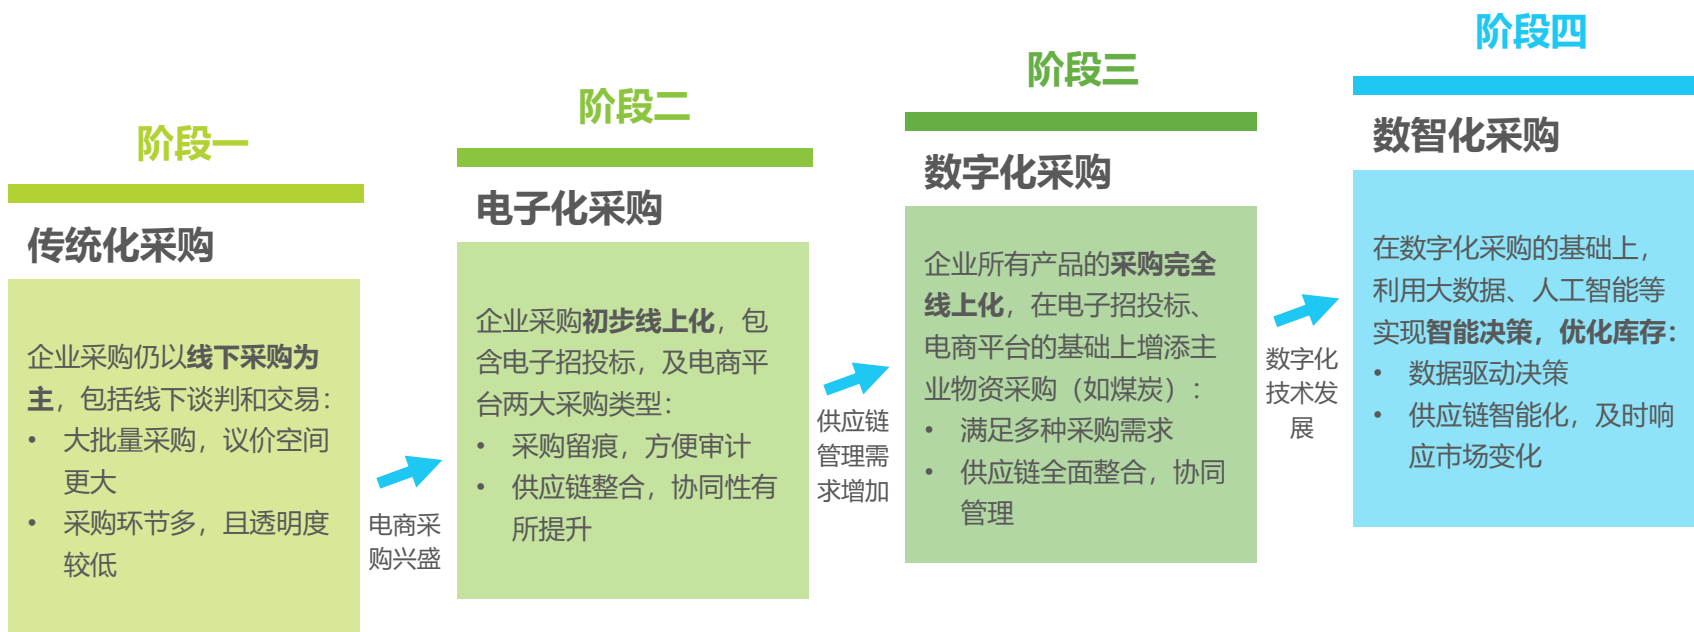 阶段一
传统化采购
企业采购仍以线下采购为
主，包括线下谈判和交易：
• 大批量采购，议价空间
更大
• 采购环节多，且透明度
较低
电商采
购兴盛
阶段二
电子化采购
企业采购初步线上化，包
含电子招投标，及电商平
台两大采购类型：
• 采购留痕，方便审计
• 供应链整合，协同性有
所提升
供应链
管理需
求增加
阶段三
数字化采购
企业所有产品的采购完全
线上化，在电子招投标、
电商平台的基础上增添主
业物资采购（如煤炭）：
• 满足多种采购需求
• 供应链全面整合，协同
管理
数字化
技术发
展
阶段四
数智化采购
在数字化采购的基础上，
利用大数据、人工智能等
实现智能决策，优化库存：
• 数据驱动决策
• 供应链智能化，及时响
应市场变化